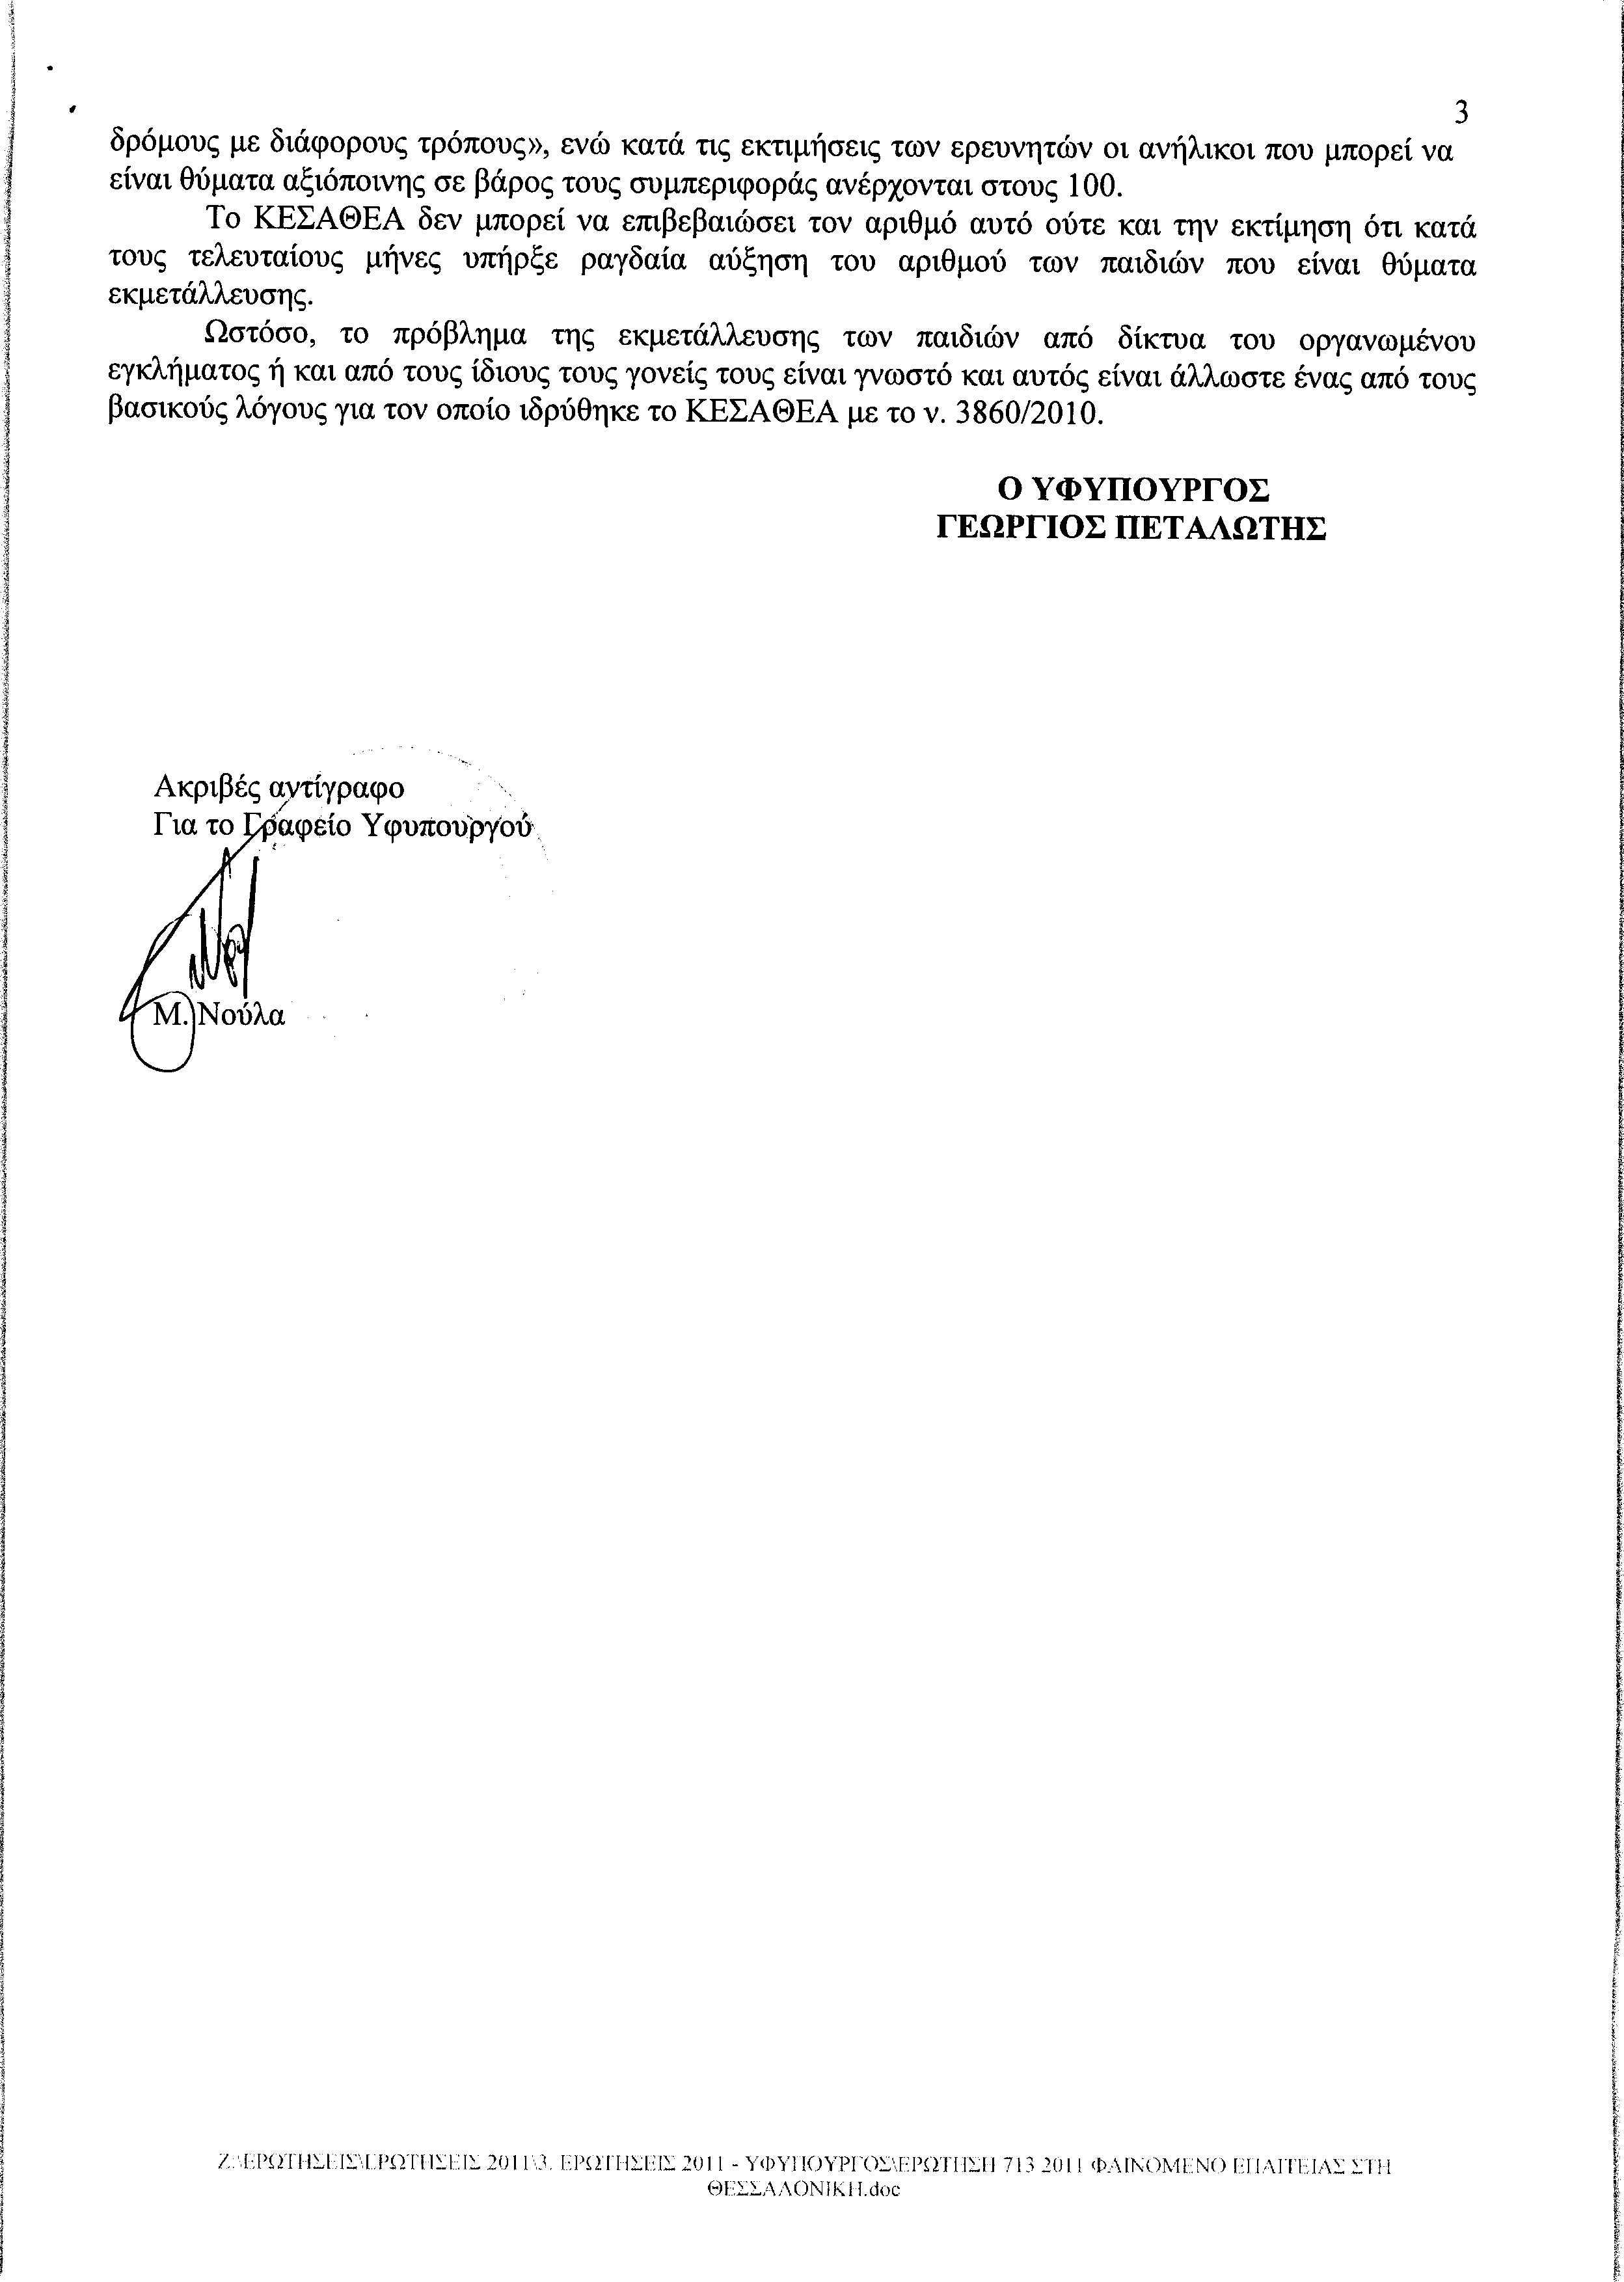 3
δρόμους με διάφορους τρόπους», ενώ κατά τις εκτιμήσεις των ερευνητών οι ανήλικοι που μπορεί να
είναι θύματα αξιόποινης σε βάρος τους συμπεριφοράς ανέρχονται στους 100.
Το ΚΕΣΑΘΕΑ δεν μπορεί να επιβεβαιώσει τον αριθμό αυτό ούτε και την εκτίμηση ότι κατά
τους τελευταίους μήνες υπήρξε ραγδαία αύξηση του αριθμού των παιδιών που είναι θύματα
εκμετάλλευσης.
Ωστόσο, το πρόβλημα της εκμετάλλευσης των παιδιών από δίκτυα του οργανωμένου
εγκλήματος ή και από τους ίδιους τους γονείς τους είναι γνωστό και αυτός είναι άλλωστε ένας από τους
βασικούς λόγους για τον οποίο ιδρύθηκε το ΚΕΣΑΘΕΑ με το ν. 3860/2010.
Ο ΥΦΥΠΟΥΡΓΟΣ
ΓΕΩΡΓΙΟΣ ΠΕΤΑΛΩΤΗΣ
Ακριβές αντίγραφο
Για το Γραφείο Υφυπουργού
Μ. Νούλα
Ζ:\ΕΡΩΤΗΣΕΙΣ\ΕΡΩΤΗΣΕΙΣ 2011\3. ΕΡΩΤΗΣΕΙΣ 2011 - ΥΦΥΠΟΥΡΓΟΣ\ΕΡΩΤΗΣΗ 713 2011 ΦΑΙΝΟΜΕΝΟ ΕΠΑΙΤΕΙΑΣ ΣΤΗ
ΘΕΣΣΑΛΟΝΙΚΗ.doc